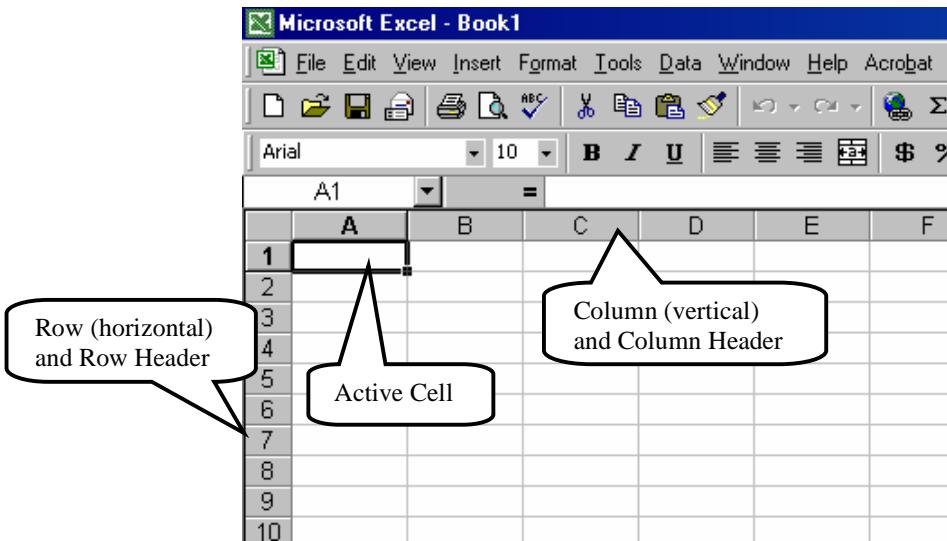 Microsoft Excel - Book1
File Edit View Insert Format Tools Data Window Help Acrobat
ABC
Arial 10 B I U a $ %
A1 =
A B C D E F
1
2
3
4
5
6
7
8
9
10
Row (horizontal)
and Row Header
Active Cell
Column (vertical)
and Column Header